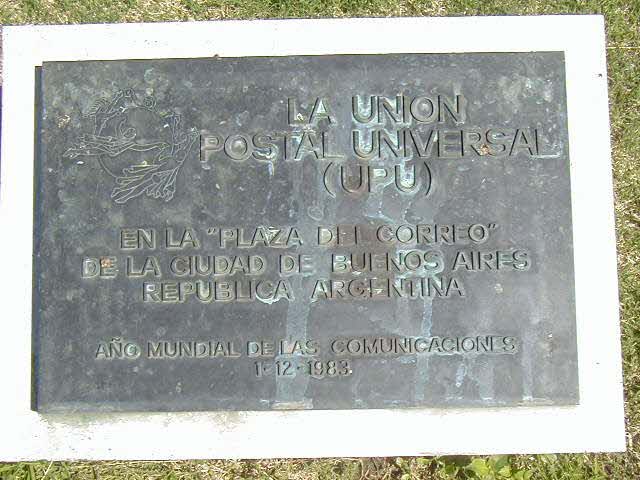 LA UNION
POSTAL UNIVERSAL
(UPU)
EN LA "PLAZA DEL CORREO"
DE LA CIUDAD DE BUENOS AIRES
REPUBLICA ARGENTINA
AÑO MUNDIAL DE LAS COMUNICACIONES
1-12-1983